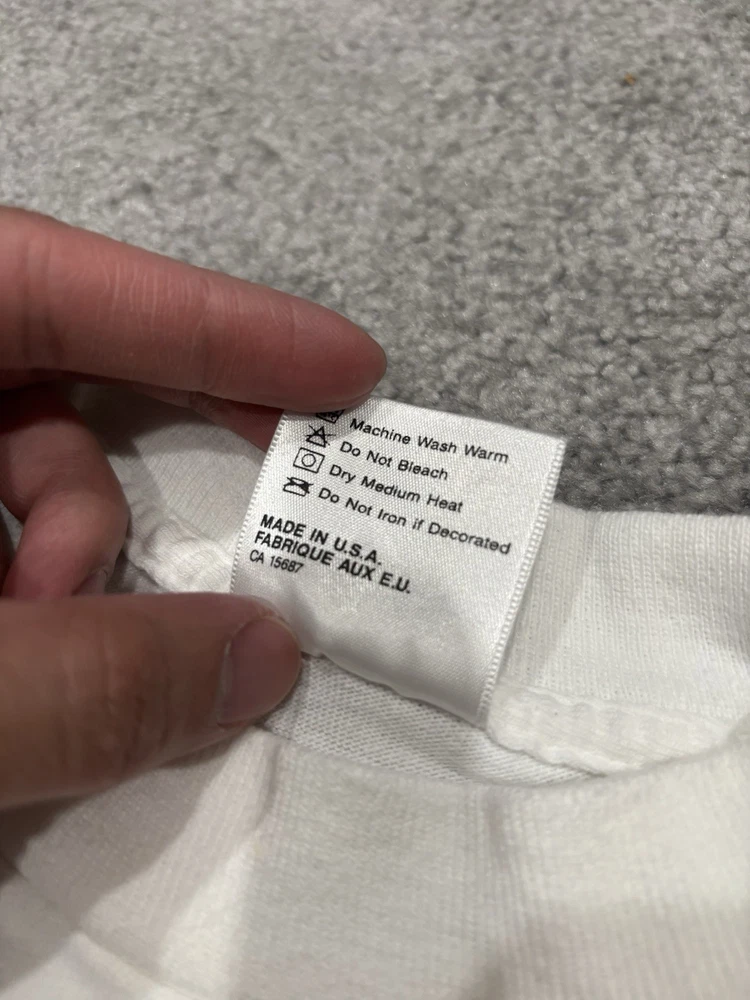 Machine Wash Warm
Do Not Bleach
Dry Medium Heat
Do Not Iron if Decorated
MADE IN U.S.A.
FABRIQUE AUX E.U.
CA 15687